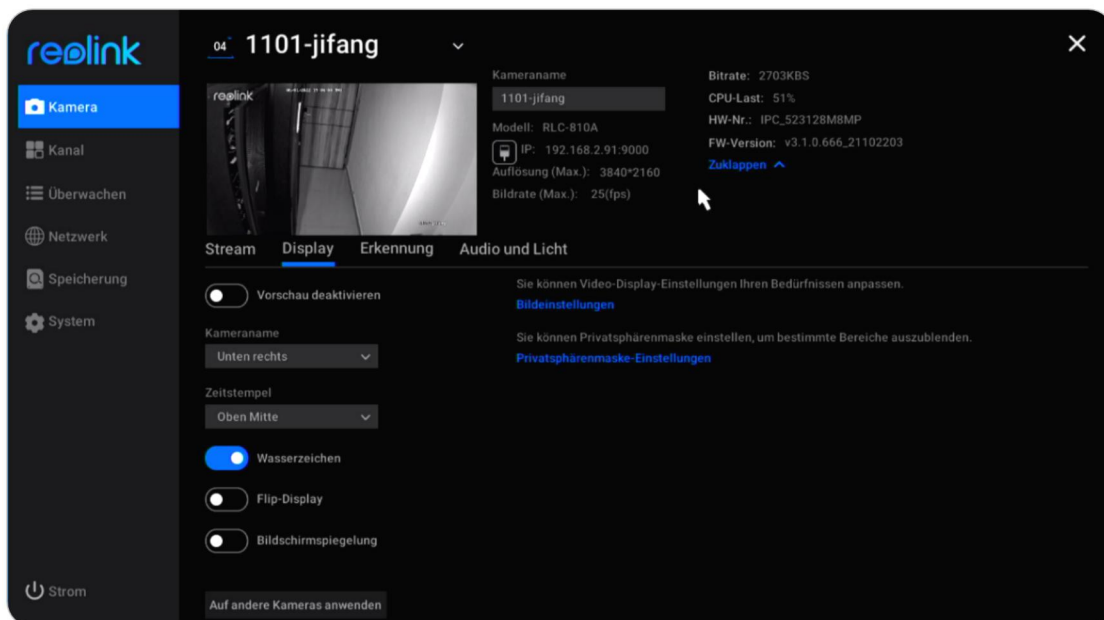 reolink
04 1101-jifang
Kamera
Kanal
Überwachen
Netzwerk
Speicherung
System
Strom
reolink
Kameraname
1101-jifang
Modell: RLC-810A
IP: 192.168.2.91:9000
Auflösung (Max.): 3840*2160
Bildrate (Max.): 25(fps)
Bitrate: 2703KBS
CPU-Last: 51%
HW-Nr.: IPC_523128M8MP
FW-Version: v3.1.0.666_21102203
Zuklappen
Stream Display Erkennung Audio und Licht
Vorschau deaktivieren
Kameraname
Unten rechts
Zeitstempel
Oben Mitte
Wasserzeichen
Flip-Display
Bildschirmspiegelung
Auf andere Kameras anwenden
Sie können Video-Display-Einstellungen Ihren Bedürfnissen anpassen.
Bildeinstellungen
Sie können Privatsphärenmaske einstellen, um bestimmte Bereiche auszublenden.
Privatsphärenmaske-Einstellungen